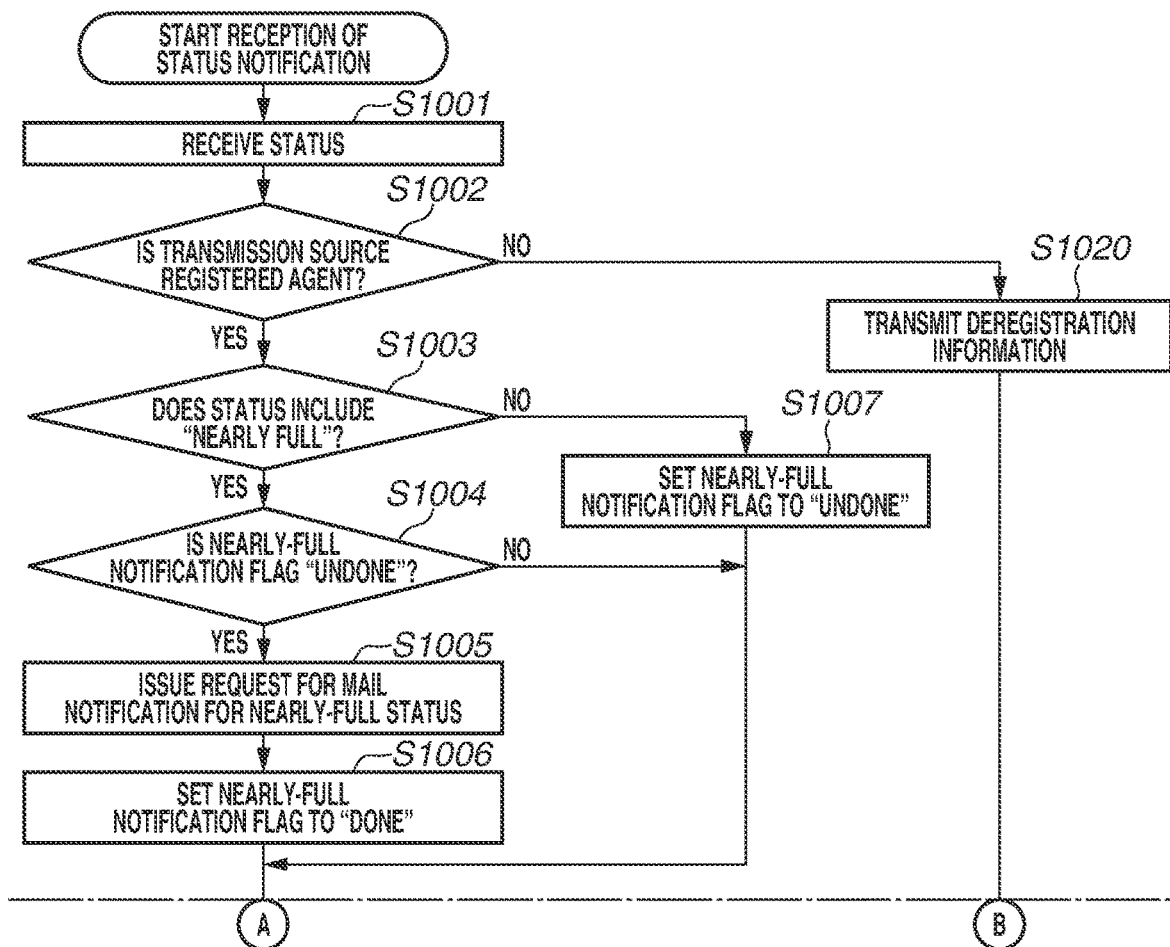 START RECEPTION OF
STATUS NOTIFICATION
S1001
RECEIVE STATUS
S1002
IS TRANSMISSION SOURCE
REGISTERED AGENT?
NO
S1020
TRANSMIT DEREGISTRATION
INFORMATION
YES
S1003
DOES STATUS INCLUDE
“NEARLY FULL”?
NO
S1007
SET NEARLY-FULL
NOTIFICATION FLAG TO “UNDONE”
YES
S1004
IS NEARLY-FULL
NOTIFICATION FLAG “UNDONE”?
NO
YES
S1005
ISSUE REQUEST FOR MAIL
NOTIFICATION FOR NEARLY-FULL STATUS
S1006
SET NEARLY-FULL
NOTIFICATION FLAG TO “DONE”
A
B